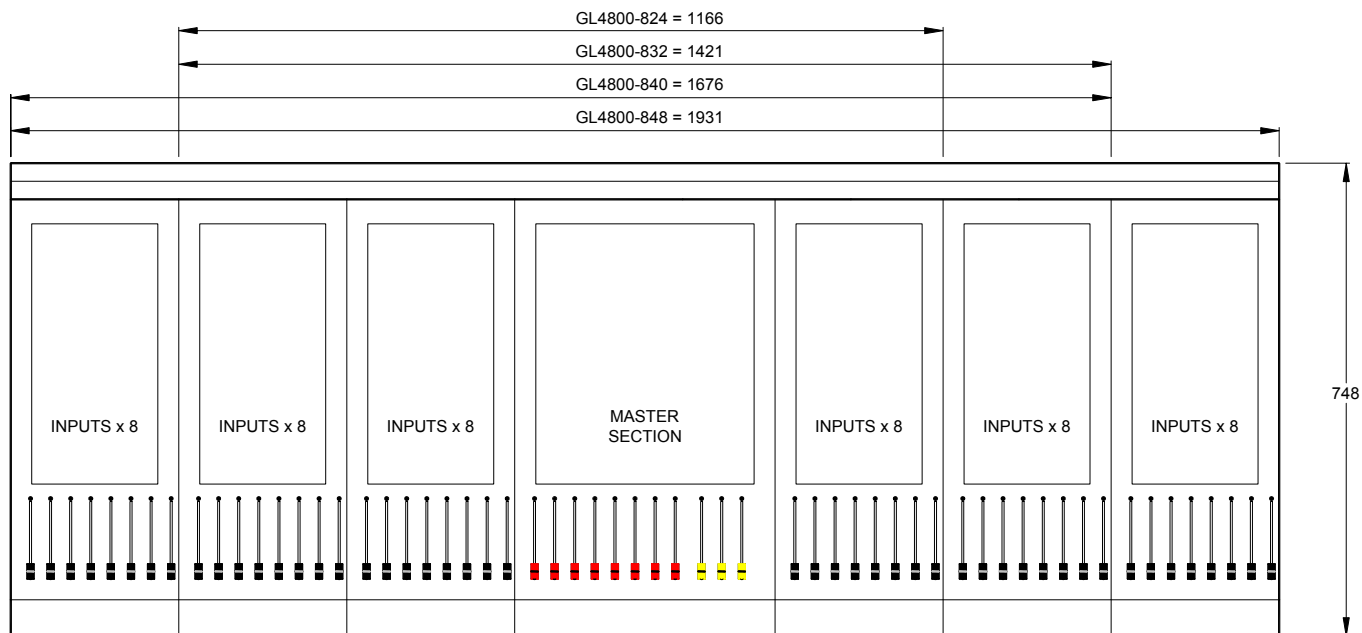 GL4800-824 = 1166
GL4800-832 = 1421
GL4800-840 = 1676
GL4800-848 = 1931
748
INPUTS x 8
INPUTS x 8
INPUTS x 8
MASTER
SECTION
INPUTS x 8
INPUTS x 8
INPUTS x 8